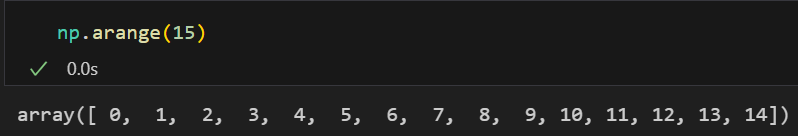 np.arange(15)
0.0s
array([ 0,  1,  2,  3,  4,  5,  6,  7,  8,  9, 10, 11, 12, 13, 14])